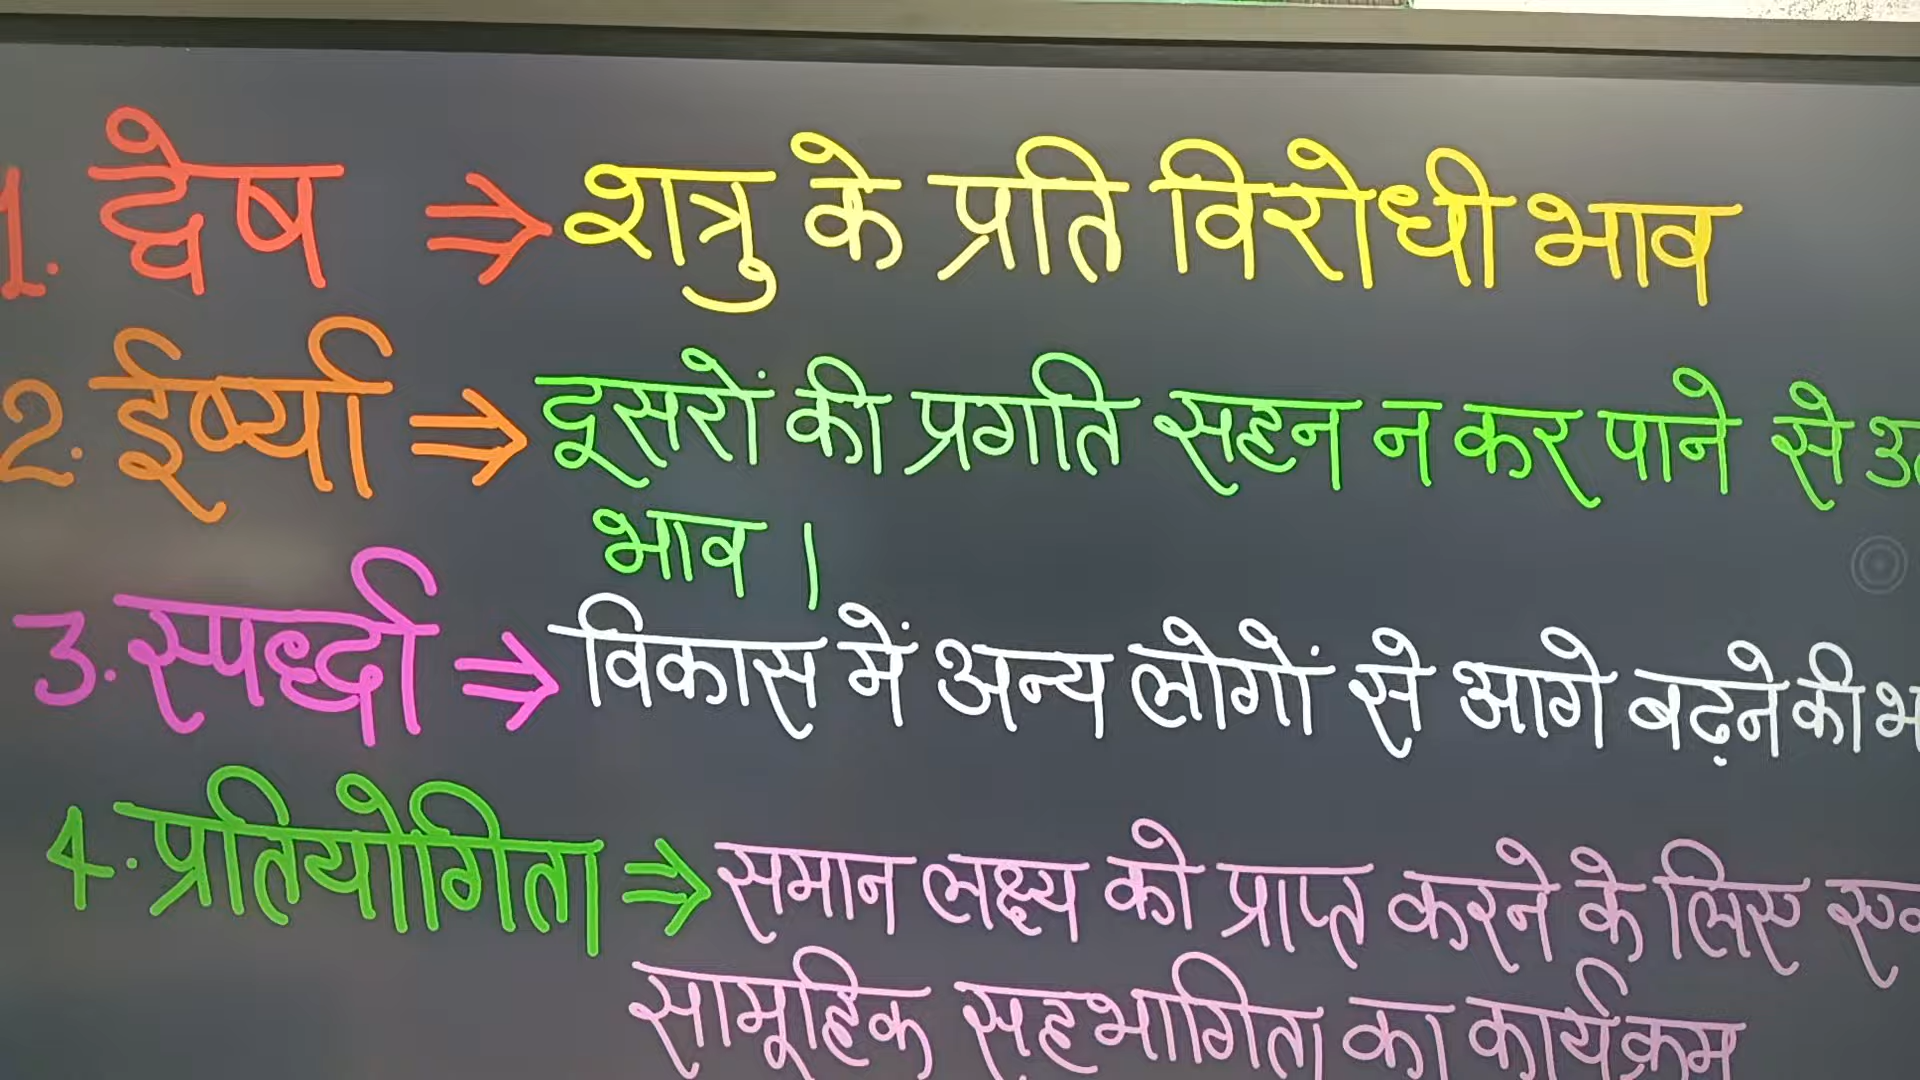 1. द्वेष ⇒ शत्रु के प्रति विरोधी भाव
2. ईर्ष्या ⇒ दूसरों की प्रगति सहन न कर पाने से
भाव ।
3. स्पर्द्धा ⇒ विकास में अन्य लोगों से आगे बढ़ने की
4. प्रतियोगिता ⇒ समान लक्ष्य को प्राप्त करने के लिए
सामूहिक सहभागिता का कार्यक्रम